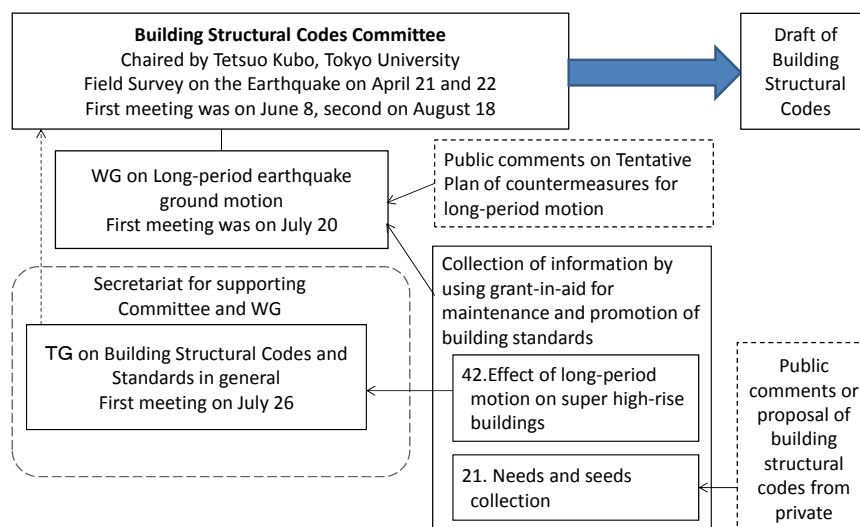 Building Structural Codes Committee
Chaired by Tetsuo Kubo, Tokyo University
Field Survey on the Earthquake on April 21 and 22
First meeting was on June 8, second on August 18
Draft of
Building
Structural
Codes
WG on Long-period earthquake
ground motion
First meeting was on July 20
Public comments on Tentative
Plan of countermeasures for
long-period motion
Secretariat for supporting
Committee and WG
TG on Building Structural Codes and
Standards in general
First meeting on July 26
Collection of information by
using grant-in-aid for
maintenance and promotion of
building standards
42.Effect of long-period
motion on super high-rise
buildings
21. Needs and seeds
collection
Public
comments or
proposal of
building
structural
codes from
private